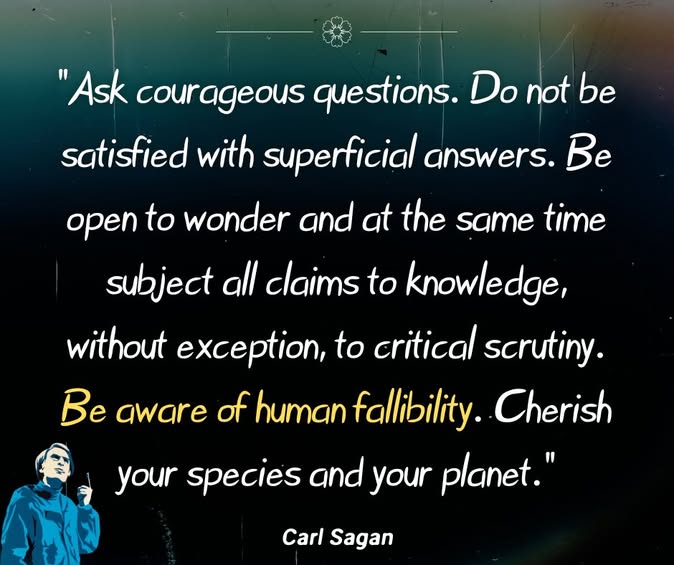 "Ask courageous questions. Do not be
satisfied with superficial answers. Be
open to wonder and at the same time
subject all claims to knowledge,
without exception, to critical scrutiny.
Be aware of human fallibility. Cherish
your species and your planet."
Carl Sagan